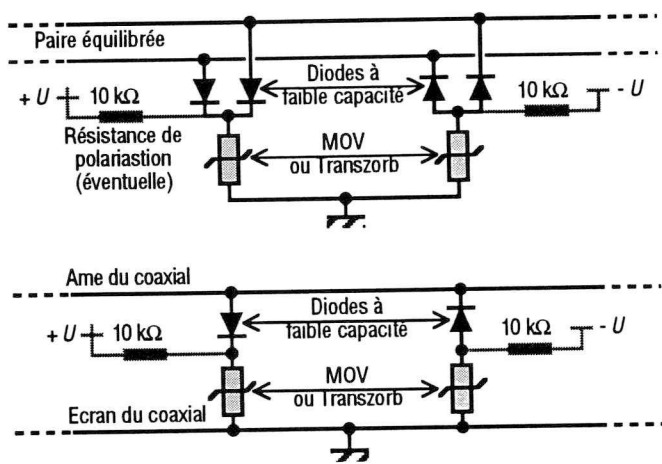 Paire équilibrée
+ U
10 kΩ
Diodes à
faible capacité
10 kΩ
- U
Résistance de
polariastion
(éventuelle)
MOV
ou Transzorb
Ame du coaxial
+ U
10 kΩ
Diodes à
faible capacité
10 kΩ
- U
MOV
ou Transzorb
Ecran du coaxial